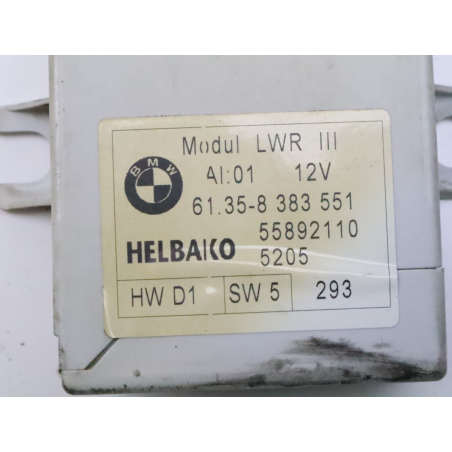 Modul LWR III
BMW
AI:01 12V
61.35-8 383 551
55892110
HELBAKO 5205
HW D1 SW 5 293